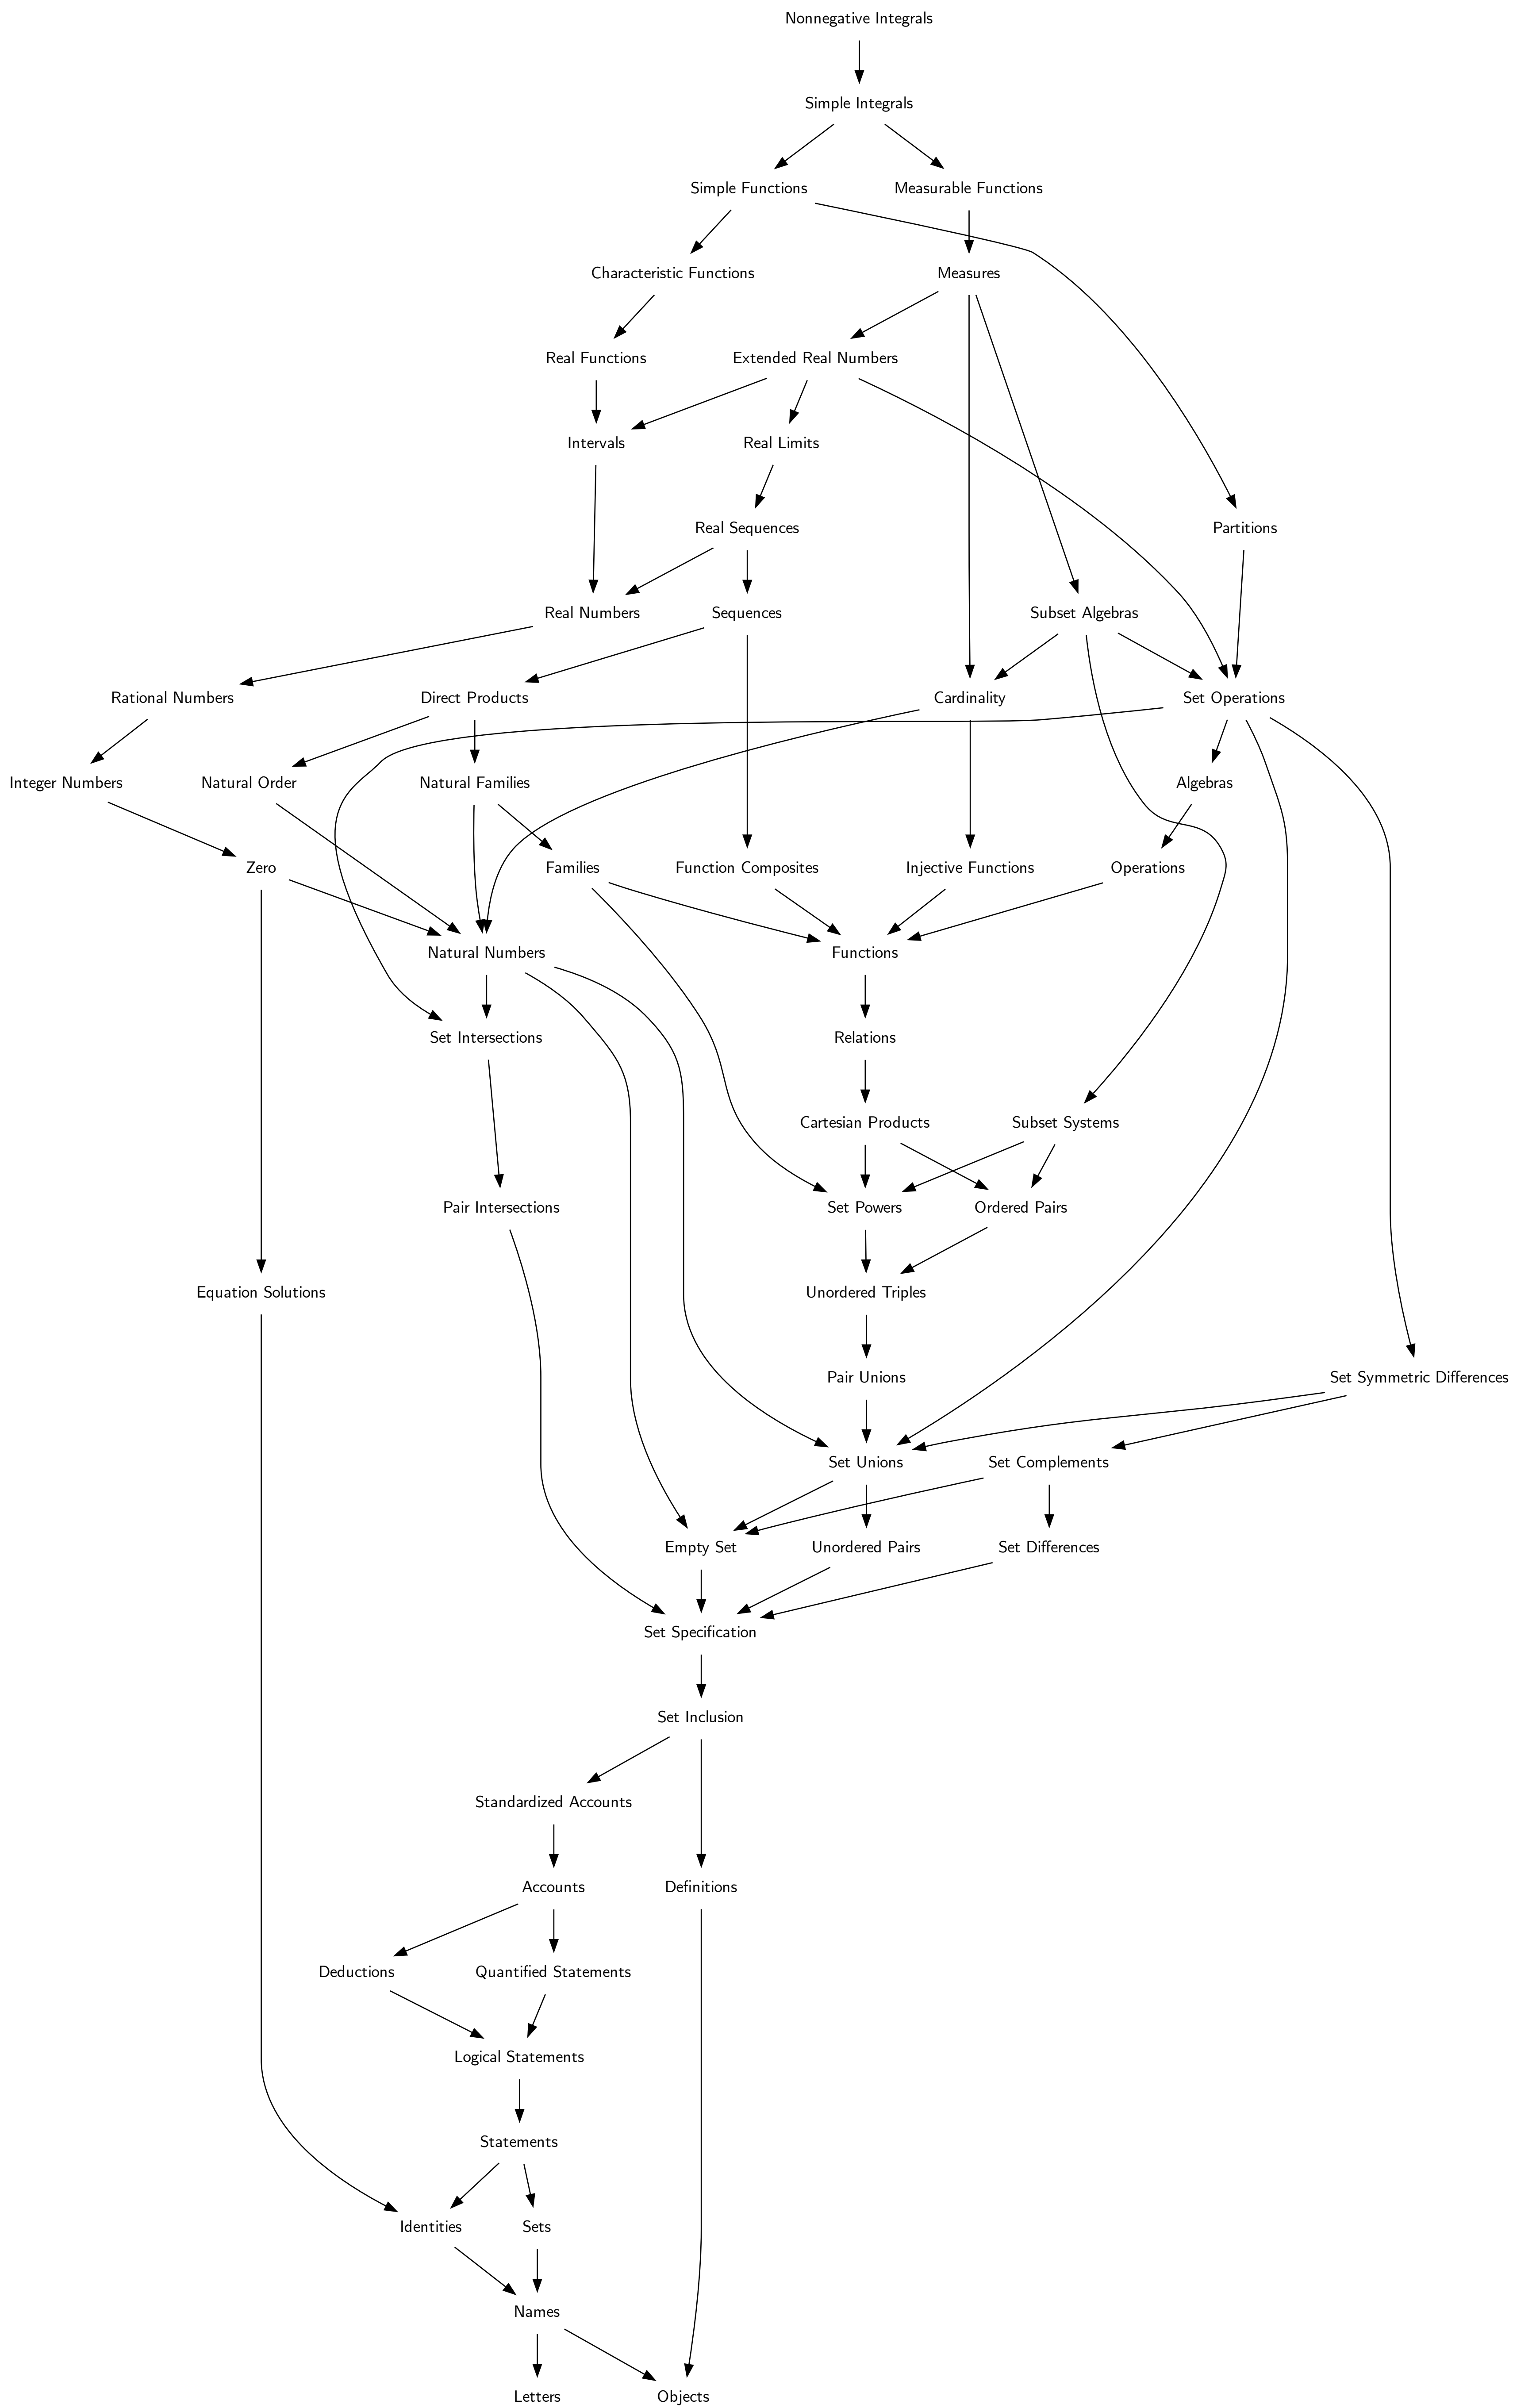 Nonnegative Integrals
Simple Integrals
Simple Functions
Measurable Functions
Characteristic Functions
Measures
Real Functions
Extended Real Numbers
Intervals
Real Limits
Real Sequences
Partitions
Real Numbers
Sequences
Subset Algebras
Rational Numbers
Direct Products
Cardinality
Set Operations
Integer Numbers
Natural Order
Natural Families
Algebras
Zero
Families
Function Composites
Injective Functions
Operations
Natural Numbers
Functions
Set Intersections
Relations
Cartesian Products
Subset Systems
Pair Intersections
Set Powers
Ordered Pairs
Equation Solutions
Unordered Triples
Pair Unions
Set Symmetric Differences
Set Unions
Set Complements
Empty Set
Unordered Pairs
Set Differences
Set Specification
Set Inclusion
Standardized Accounts
Accounts
Definitions
Deductions
Quantified Statements
Logical Statements
Statements
Identities
Sets
Names
Letters
Objects